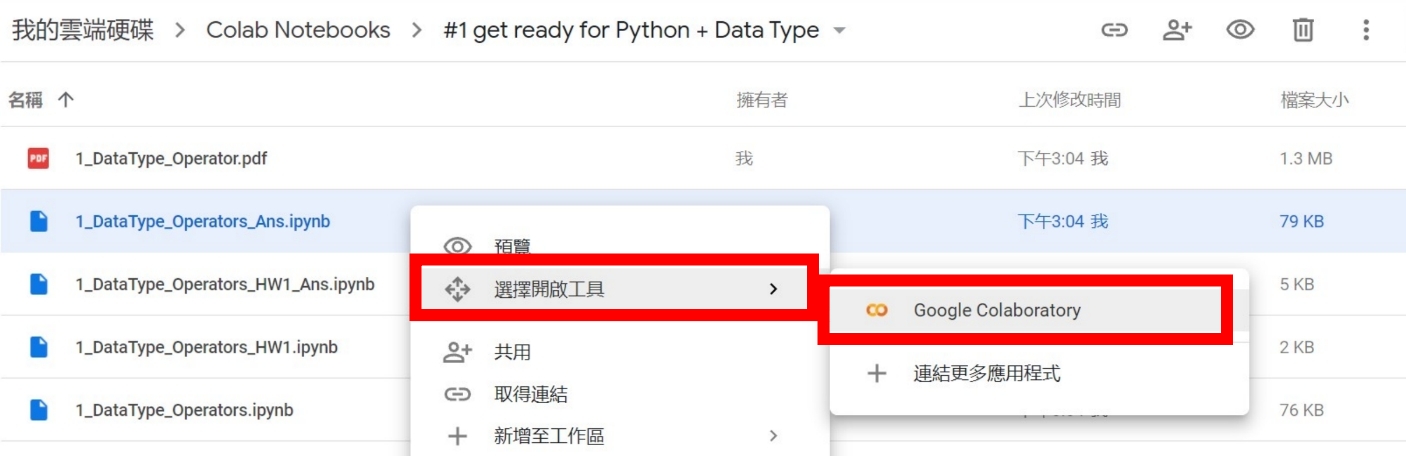 我的雲端硬碟 > Colab Notebooks > #1 get ready for Python + Data Type
名稱 擁有者 上次修改時間 檔案大小
PDF 1_DataType_Operator.pdf 我 下午3:04 我 1.3 MB
1_DataType_Operators_Ans.ipynb 下午3:04 我 79 KB
預覽
1_DataType_Operators_HW1_Ans.ipynb 5 KB
選擇開啟工具
Google Colaboratory
1_DataType_Operators_HW1.ipynb 2 KB
共用
連結更多應用程式
取得連結
1_DataType_Operators.ipynb 76 KB
新增至工作區